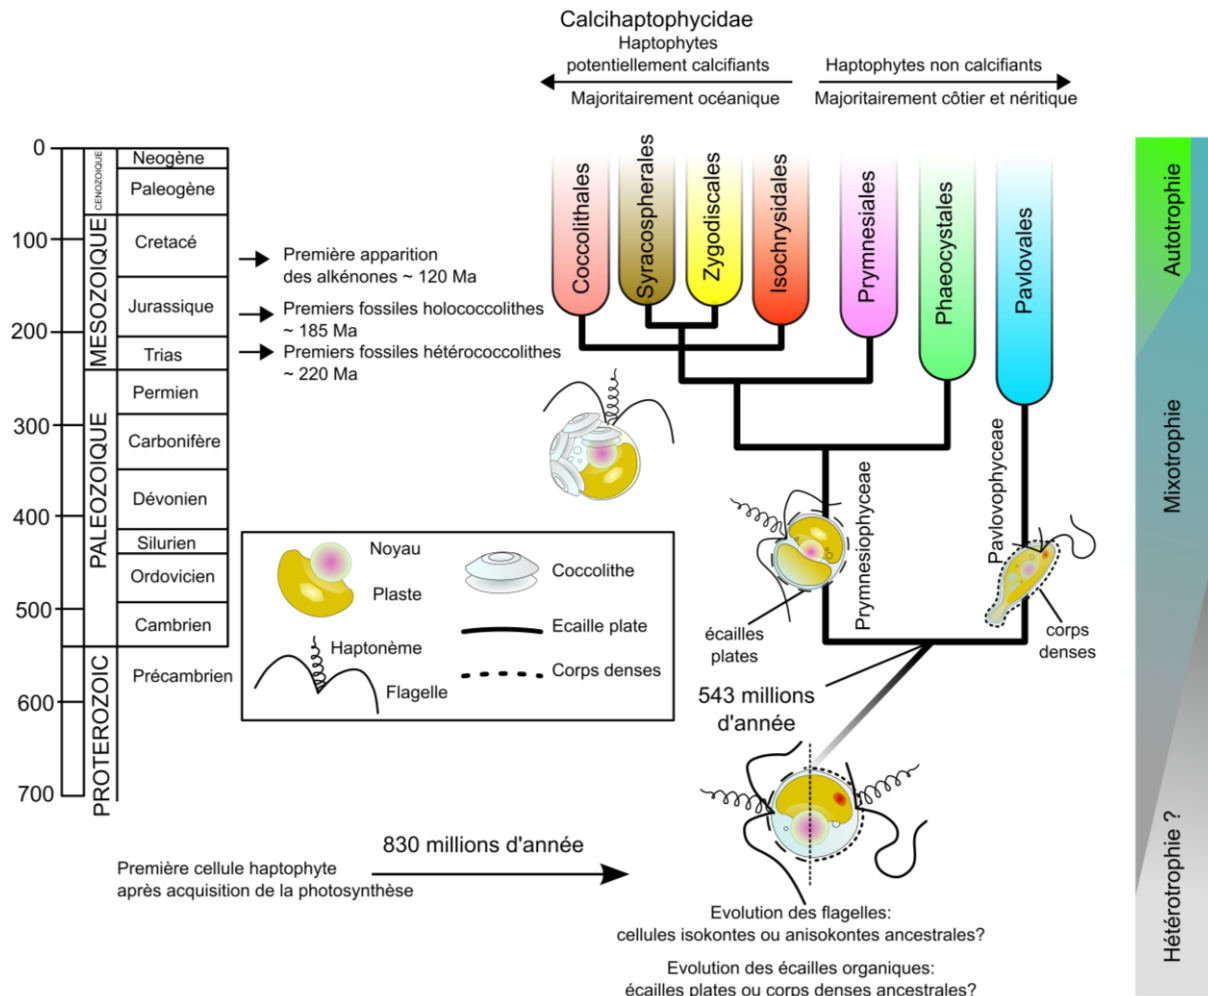 Calcihaptophycidae
Haptophytes
potentiellement calcifiants
Haptophytes non calcifiants
Majoritairement océanique
Majoritairement côtier et néritique
0
100
200
300
400
500
600
700
CENOZOIQUE
MESOZOIQUE
PALEOZOIQUE
PROTEROZOIC
Neogène
Paleogène
Cretacé
Jurassique
Trias
Permien
Carbonifère
Dévonien
Silurien
Ordovicien
Cambrien
Précambrien
Première apparition
des alkénones ~ 120 Ma
Premiers fossiles holococcolithes
~ 185 Ma
Premiers fossiles hétérococcolithes
~ 220 Ma
Coccolithales
Syracospherales
Zygodiscales
Isochrysidales
Prymnesiales
Phaeocystales
Pavlovales
Prymnesiophyceae
Pavlovophyceae
écailles
plates
corps
denses
Noyau
Plaste
Haptonème
Flagelle
Coccolithe
Ecaille plate
Corps denses
543 millions
d'année
830 millions d'année
Première cellule haptophyte
après acquisition de la photosynthèse
Evolution des flagelles:
cellules isokontes ou anisokontes ancestrales?
Evolution des écailles organiques:
écailles plates ou corps denses ancestrales?
Autotrophie
Mixotrophie
Hétérotrophie ?